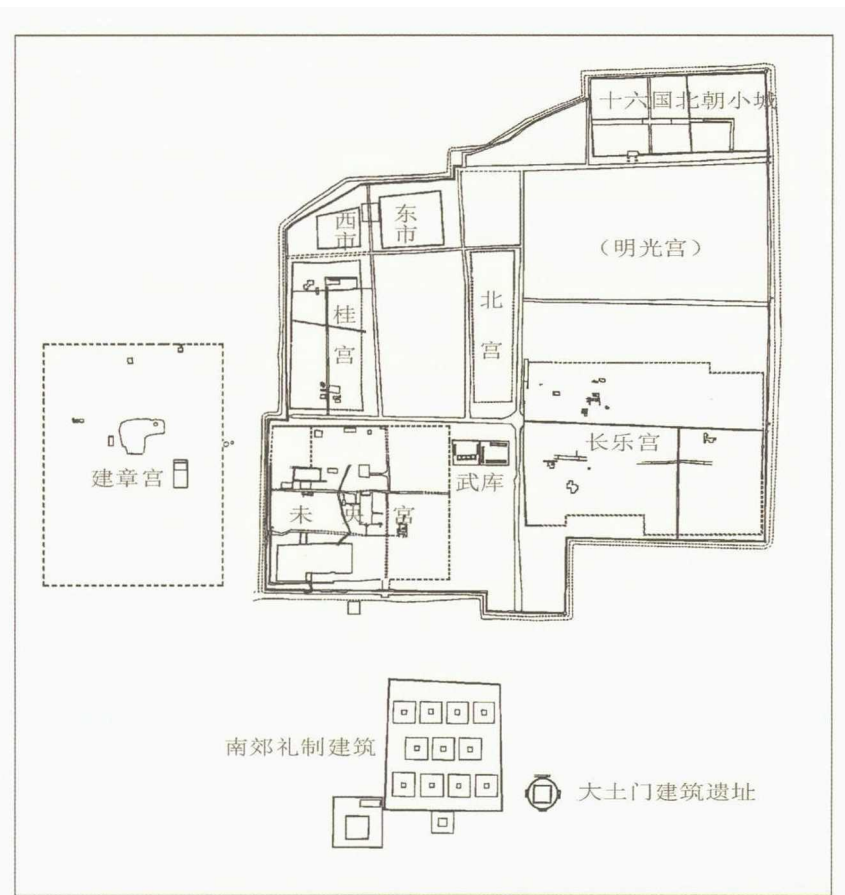 十六国北朝小城
西市
东市
（明光宫）
北宫
桂宫
长乐宫
建章宫
武库
未央宫
南郊礼制建筑
大土门建筑遗址